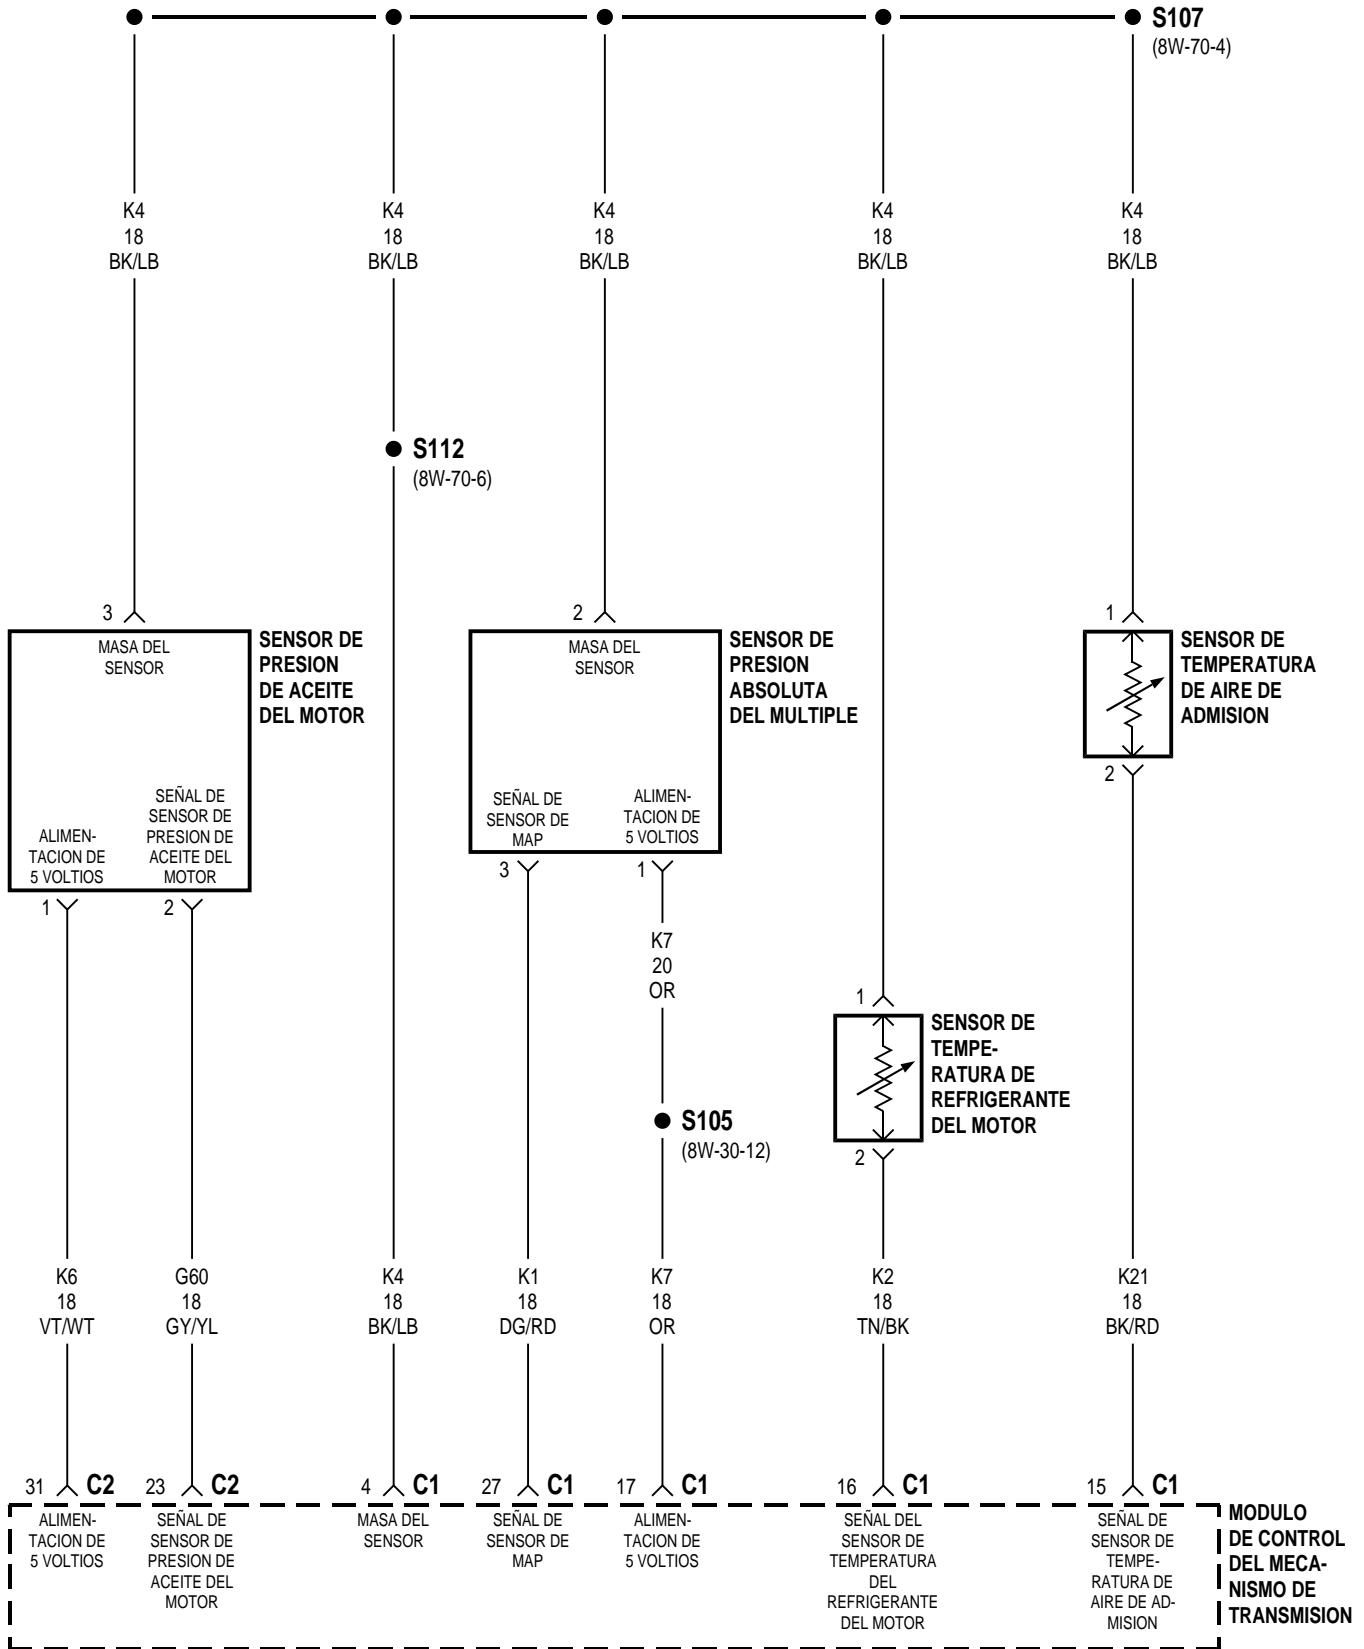 S107
(8W-70-4)
K4
18
BK/LB
K4
18
BK/LB
K4
18
BK/LB
K4
18
BK/LB
K4
18
BK/LB
S112
(8W-70-6)
3
MASA DEL
SENSOR
SENSOR DE
PRESION
DE ACEITE
DEL MOTOR
ALIMEN-
TACION DE
5 VOLTIOS
SEÑAL DE
SENSOR DE
PRESION DE
ACEITE DEL
MOTOR
1
2
2
MASA DEL
SENSOR
SENSOR DE
PRESION
ABSOLUTA
DEL MULTIPLE
SEÑAL DE
SENSOR DE
MAP
ALIMEN-
TACION DE
5 VOLTIOS
3
1
1
SENSOR DE
TEMPERATURA
DE AIRE DE
ADMISION
2
K7
20
OR
S105
(8W-30-12)
1
SENSOR DE
TEMPE-
RATURA DE
REFRIGERANTE
DEL MOTOR
2
K6
18
VT/WT
G60
18
GY/YL
K4
18
BK/LB
K1
18
DG/RD
K7
18
OR
K2
18
TN/BK
K21
18
BK/RD
31 C2
23 C2
4 C1
27 C1
17 C1
16 C1
15 C1
ALIMEN-
TACION DE
5 VOLTIOS
SEÑAL DE
SENSOR DE
PRESION DE
ACEITE DEL
MOTOR
MASA DEL
SENSOR
SEÑAL DE
SENSOR DE
MAP
ALIMEN-
TACION DE
5 VOLTIOS
SEÑAL DEL
SENSOR DE
TEMPERATURA
DEL
REFRIGERANTE
DEL MOTOR
SEÑAL DE
SENSOR DE
TEMPE-
RATURA DE
AIRE DE AD-
MISION
MODULO
DE CONTROL
DEL MECA-
NISMO DE
TRANSMISION